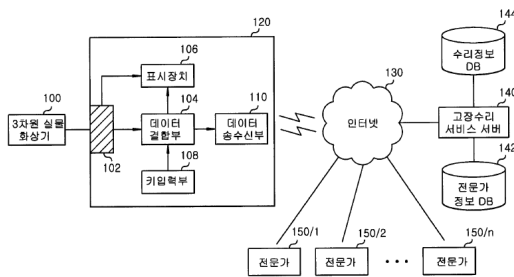 120
144
수리정보
DB
106
표시장치
130
100
104
110
140
3차원 실물
화상기
데이터
결합부
데이터
송수신부
인터넷
고장수리
서비스 서버
102
108
142
키입력부
전문가
정보 DB
150/1
150/2
150/n
전문가
전문가
• • •
전문가